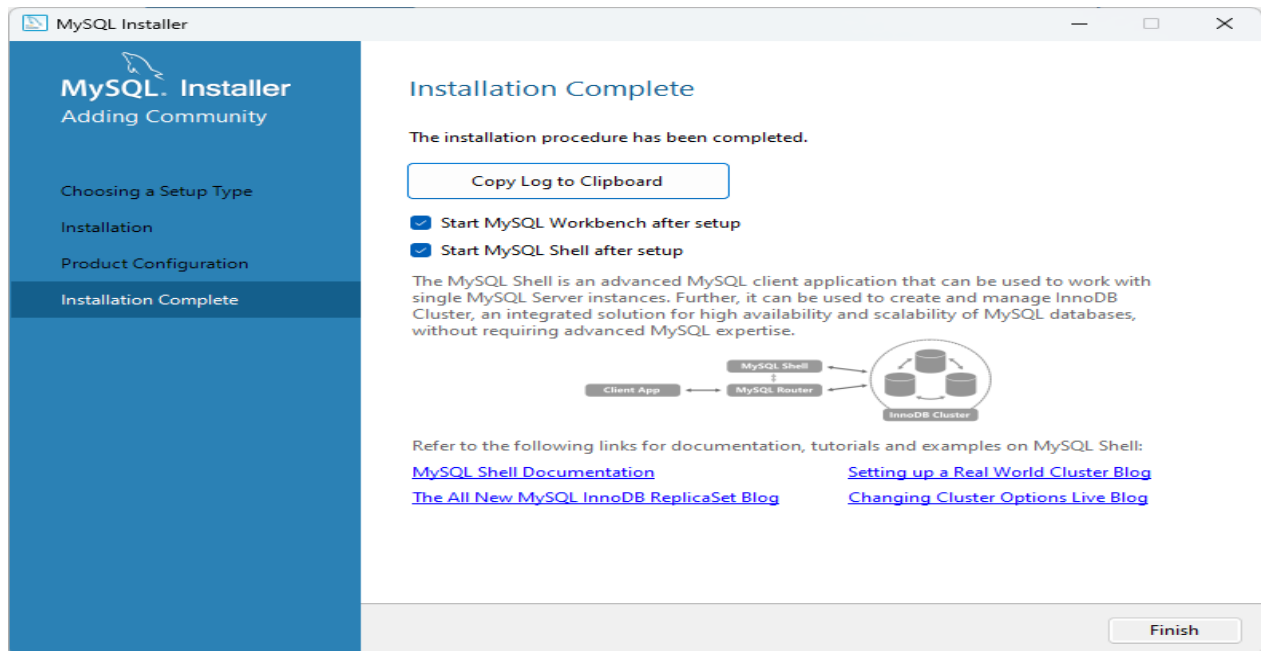 MySQL Installer
MySQL. Installer
Adding Community
Choosing a Setup Type
Installation
Product Configuration
Installation Complete
Installation Complete
The installation procedure has been completed.
Copy Log to Clipboard
Start MySQL Workbench after setup
Start MySQL Shell after setup
The MySQL Shell is an advanced MySQL client application that can be used to work with
single MySQL Server instances. Further, it can be used to create and manage InnoDB
Cluster, an integrated solution for high availability and scalability of MySQL databases,
without requiring advanced MySQL expertise.
MySQL Shell
Client App
MySQL Router
InnoDB Cluster
Refer to the following links for documentation, tutorials and examples on MySQL Shell:
MySQL Shell Documentation
Setting up a Real World Cluster Blog
The All New MySQL InnoDB ReplicaSet Blog
Changing Cluster Options Live Blog
Finish